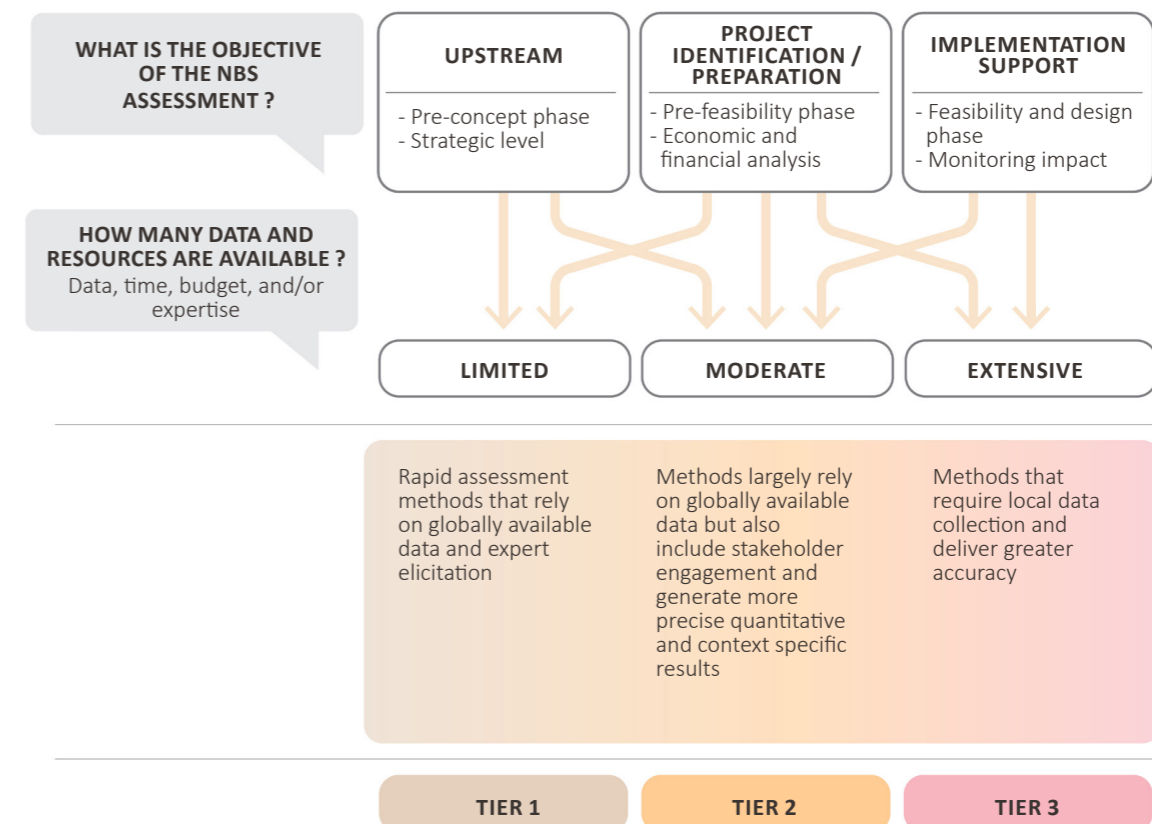 WHAT IS THE OBJECTIVE
OF THE NBS
ASSESSMENT ?
UPSTREAM
- Pre-concept phase
- Strategic level
PROJECT
IDENTIFICATION /
PREPARATION
- Pre-feasibility phase
- Economic and
financial analysis
IMPLEMENTATION
SUPPORT
- Feasibility and design
phase
- Monitoring impact
HOW MANY DATA AND
RESOURCES ARE AVAILABLE ?
Data, time, budget, and/or
expertise
LIMITED
MODERATE
EXTENSIVE
Rapid assessment
methods that rely
on globally available
data and expert
elicitation
Methods largely rely
on globally available
data but also
include stakeholder
engagement and
generate more
precise quantitative
and context specific
results
Methods that
require local data
collection and
deliver greater
accuracy
TIER 1
TIER 2
TIER 3